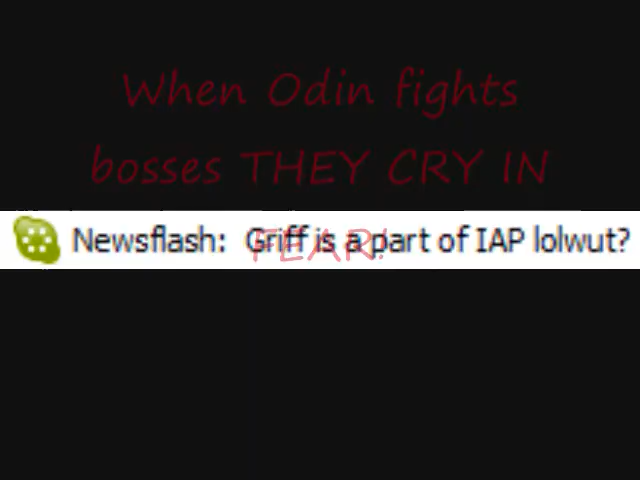 When Odin fights
bosses THEY CRY IN
FEAR!
Newsflash: Griff is a part of IAP lolwut?